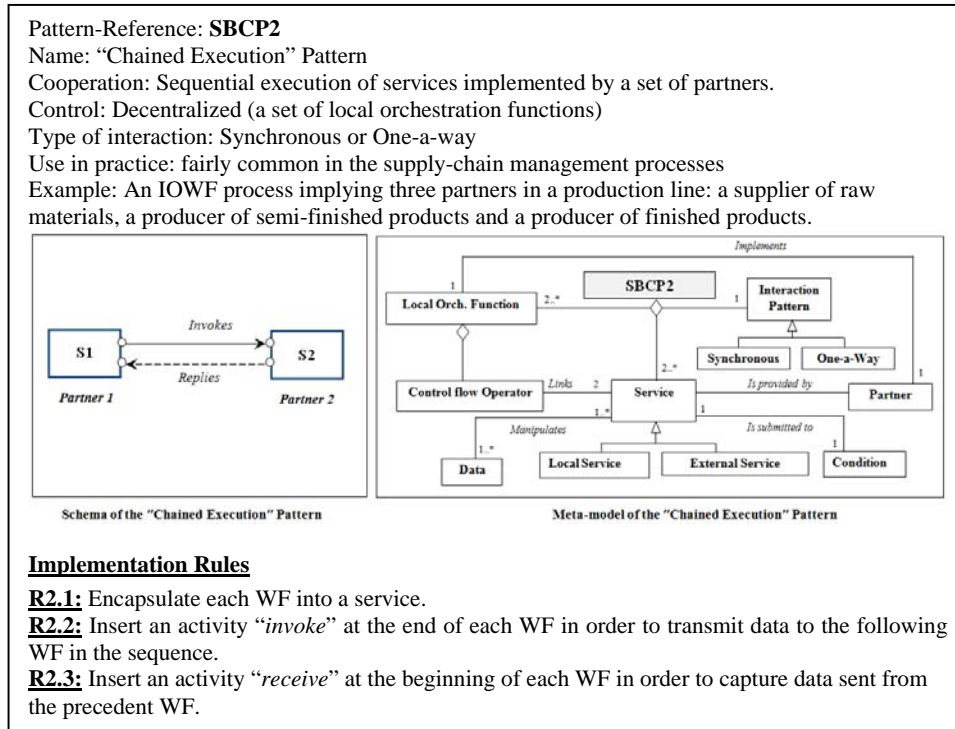 Pattern-Reference: SBCP2
Name: “Chained Execution” Pattern
Cooperation: Sequential execution of services implemented by a set of partners.
Control: Decentralized (a set of local orchestration functions)
Type of interaction: Synchronous or One-a-way
Use in practice: fairly common in the supply-chain management processes
Example: An IOWF process implying three partners in a production line: a supplier of raw
materials, a producer of semi-finished products and a producer of finished products.
S1
Invokes
Replies
S2
Partner 1
Partner 2
Schema of the "Chained Execution" Pattern
Implements
1
Local Orch. Function
2..*
SBCP2
1
Interaction
Pattern
Synchronous
One-a-Way
2..*
1
Control flow Operator
Links
2
Service
Is provided by
Partner
1..*
1
Manipulates
Is submitted to
1..*
1
Data
Local Service
External Service
Condition
Meta-model of the "Chained Execution" Pattern
Implementation Rules
R2.1: Encapsulate each WF into a service.
R2.2: Insert an activity “invoke” at the end of each WF in order to transmit data to the following
WF in the sequence.
R2.3: Insert an activity “receive” at the beginning of each WF in order to capture data sent from
the precedent WF.